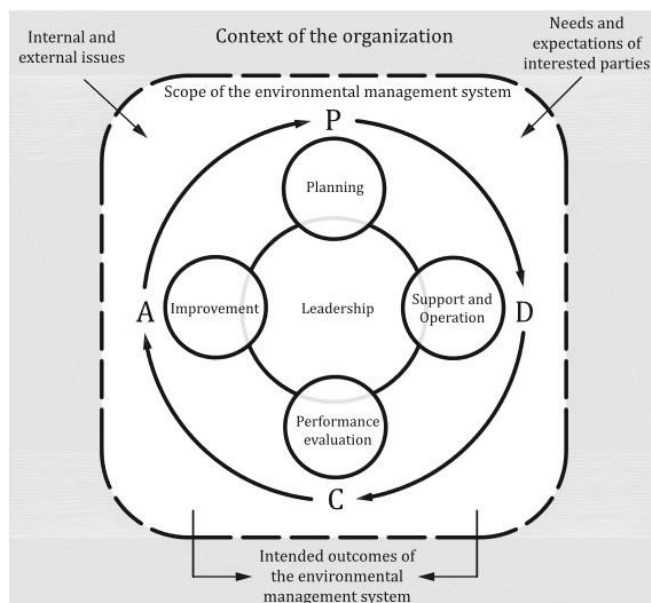 Internal and
external issues
Context of the organization
Needs and
expectations of
interested parties
Scope of the environmental management system
P
Planning
A
Improvement
Leadership
Support and
Operation
D
Performance
evaluation
C
Intended outcomes of
the environmental
management system